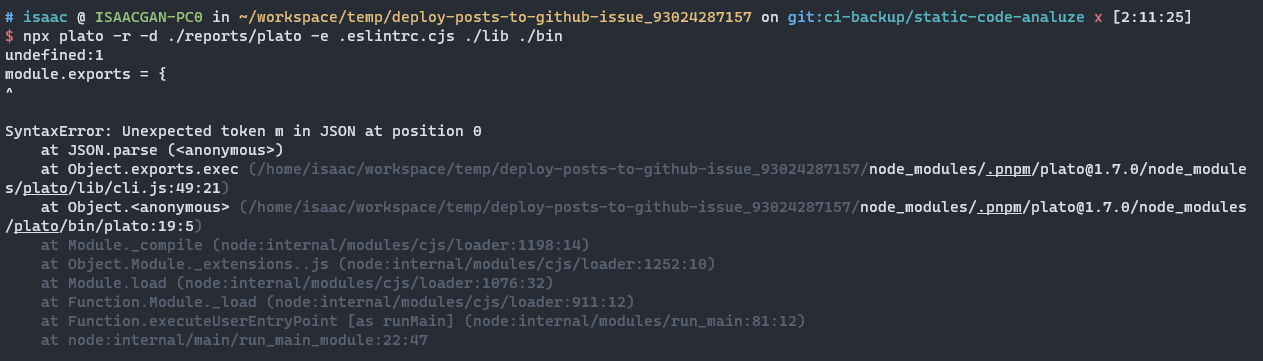 # isaac @ ISAACGAN-PC0 in ~/workspace/temp/deploy-posts-to-github-issue_93024287157 on git:ci-backup/static-code-analuze x [2:11:25]
$ npx plato -r -d ./reports/plato -e .eslintrc.cjs ./lib ./bin
undefined:1
module.exports = {
^
SyntaxError: Unexpected token m in JSON at position 0
at JSON.parse (<anonymous>)
at Object.exports.exec (/home/isaac/workspace/temp/deploy-posts-to-github-issue_93024287157/node_modules/.pnpm/plato@1.7.0/node_module
s/plato/lib/cli.js:49:21)
at Object.<anonymous> (/home/isaac/workspace/temp/deploy-posts-to-github-issue_93024287157/node_modules/.pnpm/plato@1.7.0/node_modules
/plato/bin/plato:19:5)
at Module._compile (node:internal/modules/cjs/loader:1198:14)
at Object.Module._extensions..js (node:internal/modules/cjs/loader:1252:10)
at Module.load (node:internal/modules/cjs/loader:1076:32)
at Function.Module._load (node:internal/modules/cjs/loader:911:12)
at Function.executeUserEntryPoint [as runMain] (node:internal/modules/run_main:81:12)
at node:internal/main/run_main_module:22:47